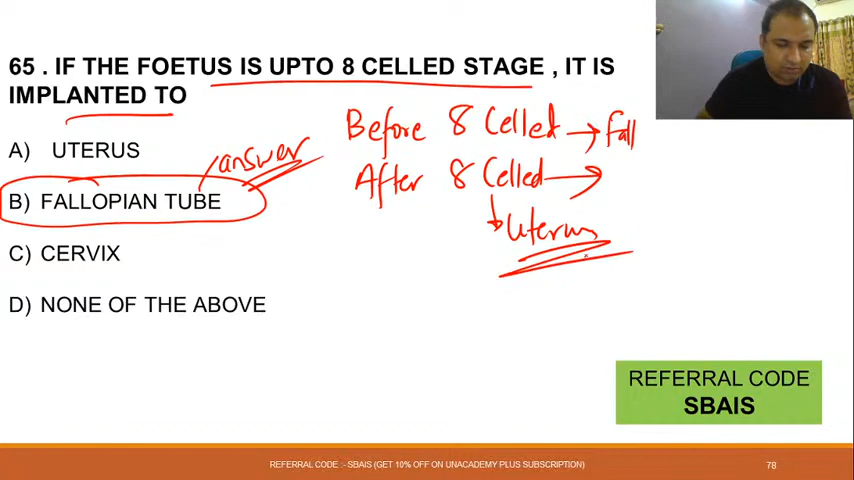 65 . IF THE FOETUS IS UPTO 8 CELLED STAGE , IT IS
IMPLANTED TO
Before 8 Celled → fall
A) UTERUS
answer
After 8 Celled →
B) FALLOPIAN TUBE
Uterus
C) CERVIX
D) NONE OF THE ABOVE
REFERRAL CODE
SBAIS
REFERRAL CODE :- SBAIS (GET 10% OFF ON UNACADEMY PLUS SUBSCRIPTION)
78